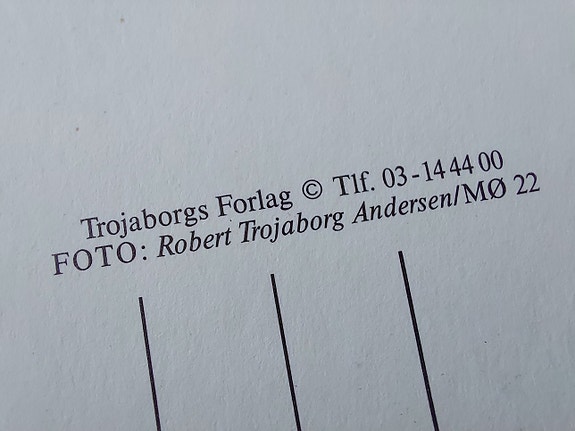 Trojaborgs Forlag © Tlf. 03-14 44 00
FOTO: Robert Trojaborg Andersen/MØ 22